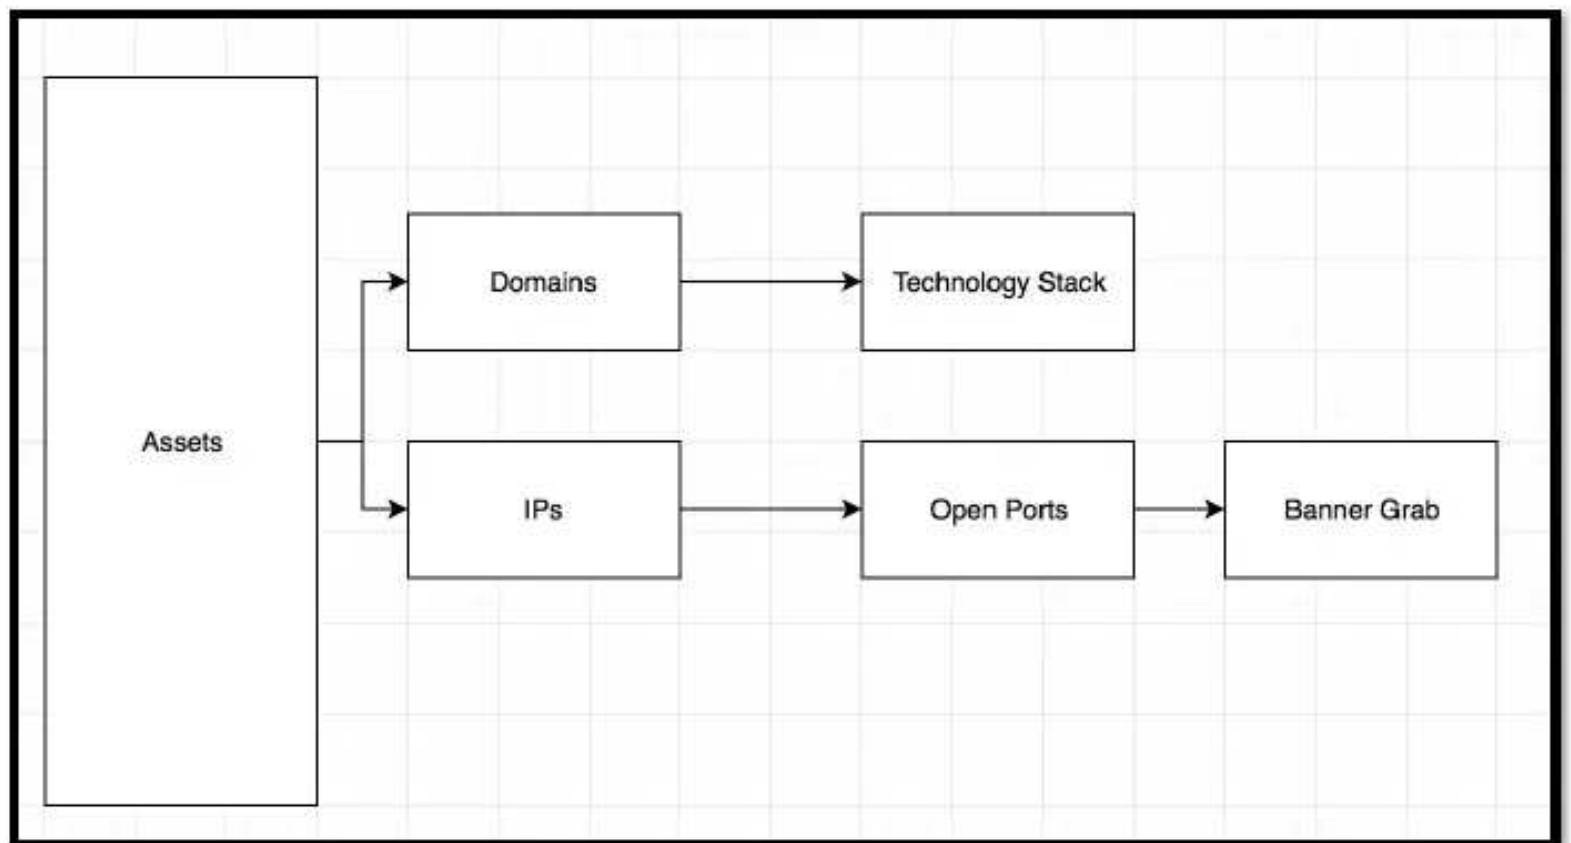 Domains
Technology Stack
Assets
IPs
Open Ports
Banner Grab